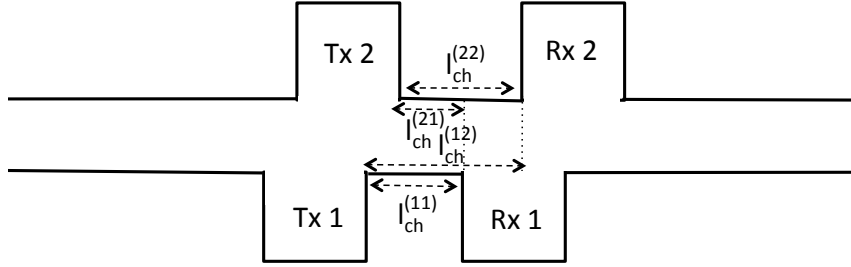 Tx 2
l_ch^(22)
Rx 2
l_ch^(21)
l_ch^(12)
Tx 1
l_ch^(11)
Rx 1